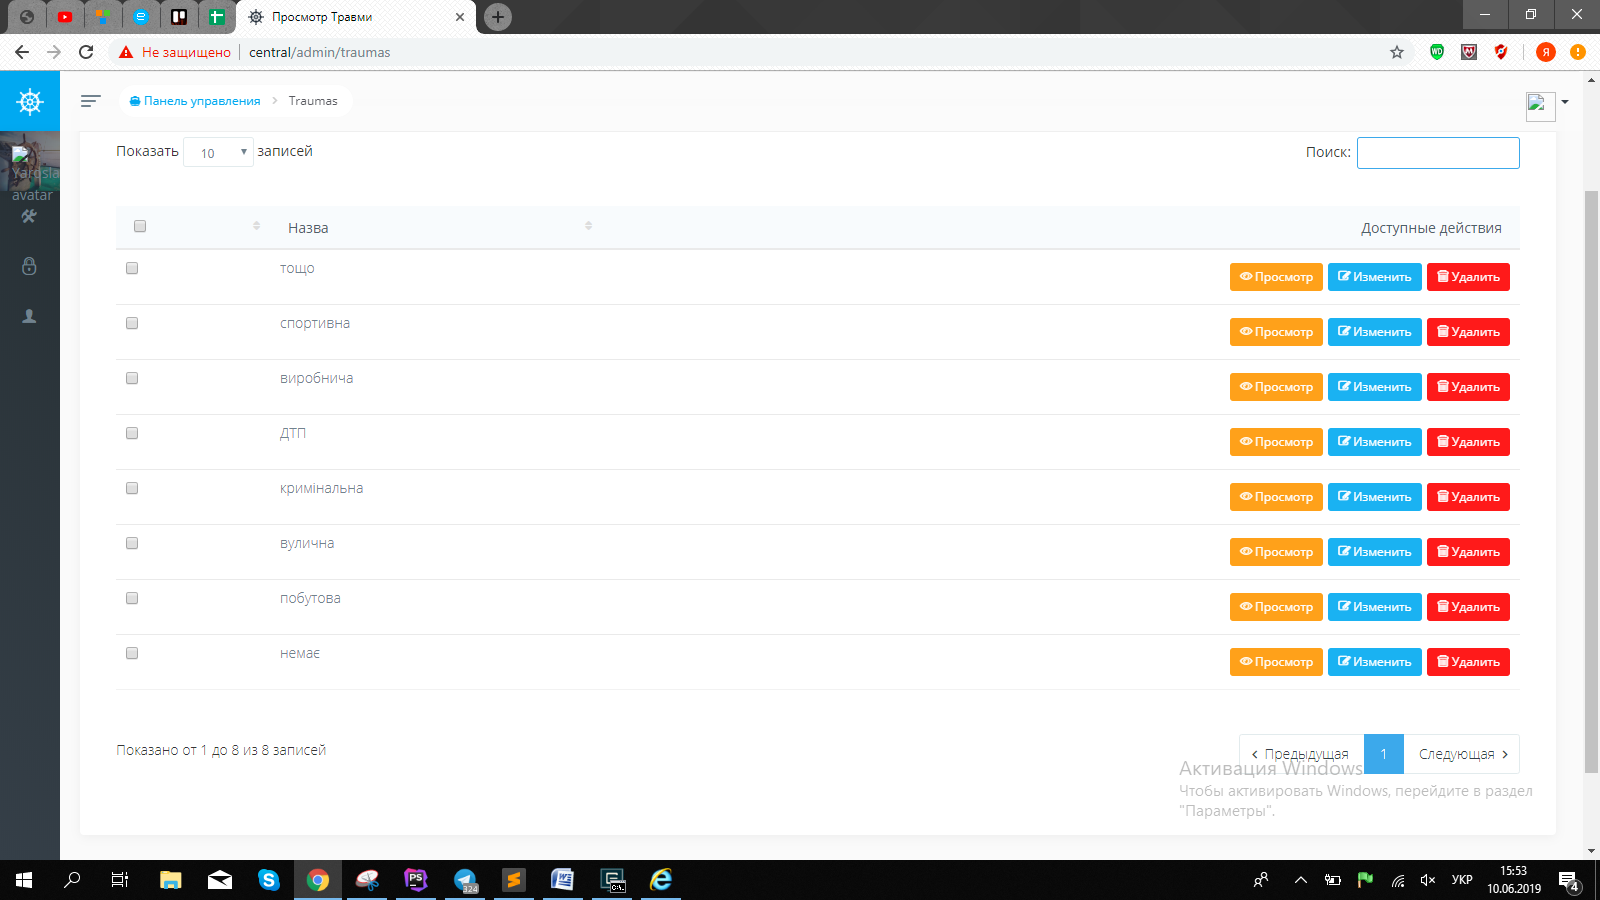 Просмотр Травми
Не защищено
central/admin/traumas
Я
Панель управления
Traumas
Yarosla
avatar
Показать 10 записей
Поиск:
Назва
Доступные действия
тощо Просмотр Изменить Удалить
спортивна Просмотр Изменить Удалить
виробнича Просмотр Изменить Удалить
ДТП Просмотр Изменить Удалить
кримінальна Просмотр Изменить Удалить
вулична Просмотр Изменить Удалить
побутова Просмотр Изменить Удалить
немає Просмотр Изменить Удалить
Показано от 1 до 8 из 8 записей
Предыдущая 1 Следующая
Активация Windows
Чтобы активировать Windows, перейдите в раздел
"Параметры".
324
УКР
15:53
10.06.2019
4